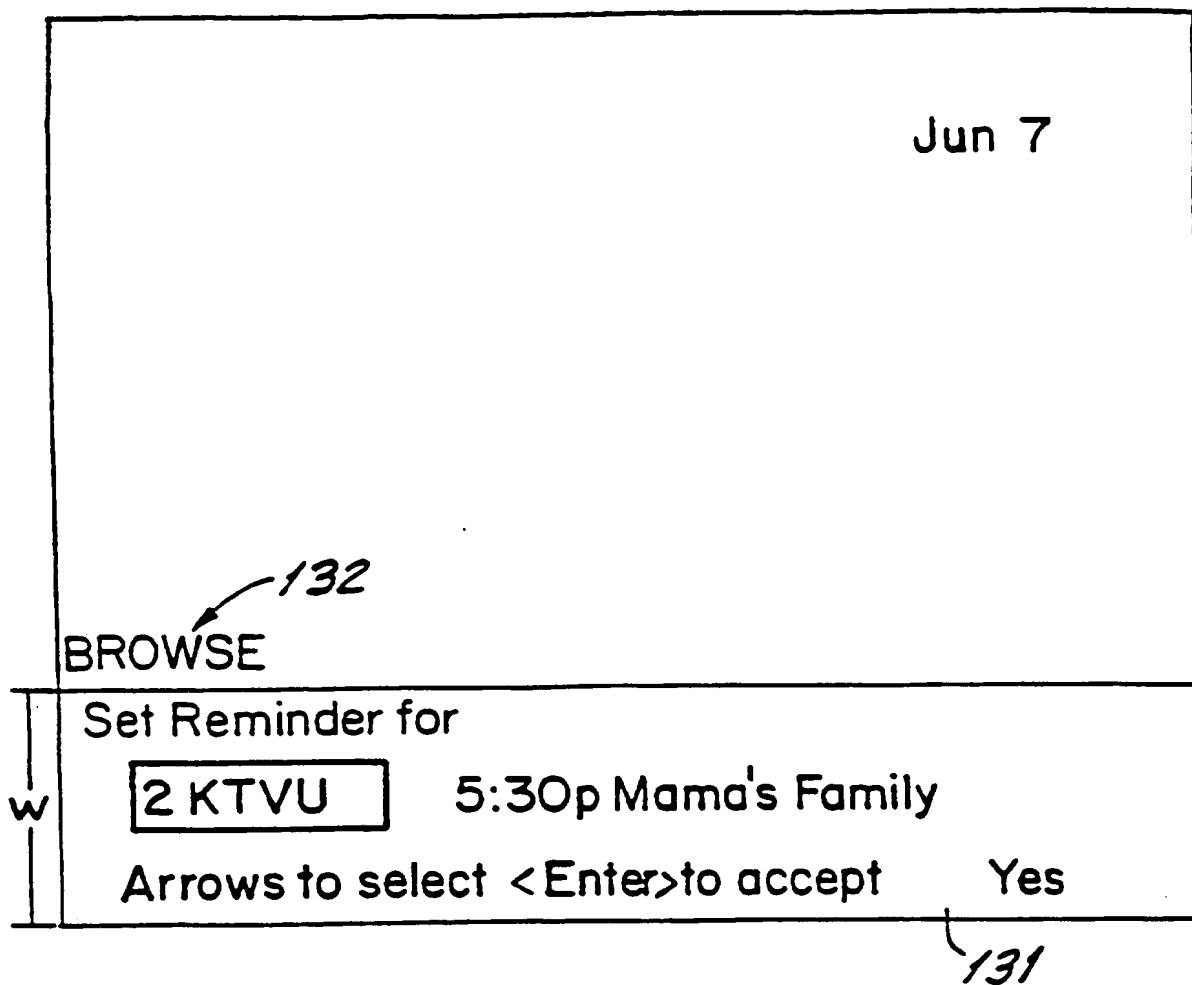 Jun 7
132
BROWSE
Set Reminder for
W
2 KTVU 5:30p Mama's Family
Arrows to select <Enter>to accept Yes
131